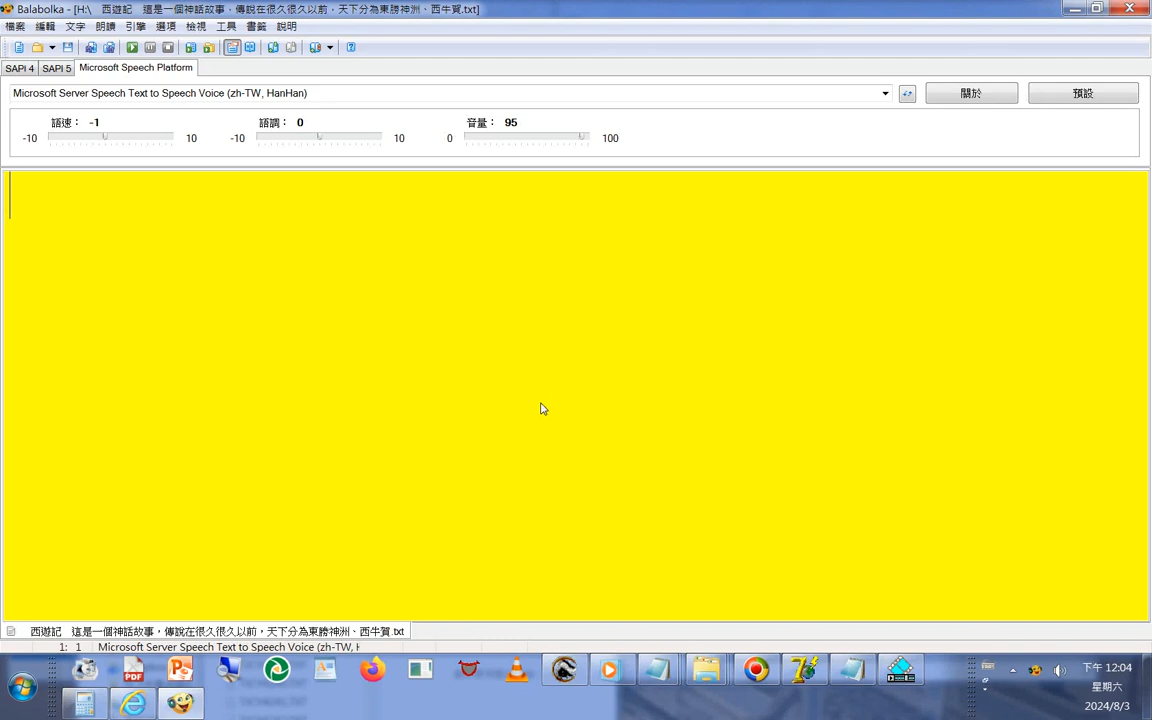 Balabolka - [H:\ 西遊記 這是一個神話故事，傳說在很久很久以前，天下分為東勝神洲、西牛賀.txt]
檔案 編輯 文字 朗讀 引擎 選項 檢視 工具 書籤 說明
SAPI 4 SAPI 5 Microsoft Speech Platform
Microsoft Server Speech Text to Speech Voice (zh-TW, HanHan) 關於 預設
語速： -1 語調： 0 音量： 95
-10 10 -10 10 0 100
西遊記 這是一個神話故事，傳說在很久很久以前，天下分為東勝神洲、西牛賀.txt
1: 1 Microsoft Server Speech Text to Speech Voice (zh-TW, H
PDF
下午 12:04
星期六
2024/8/3